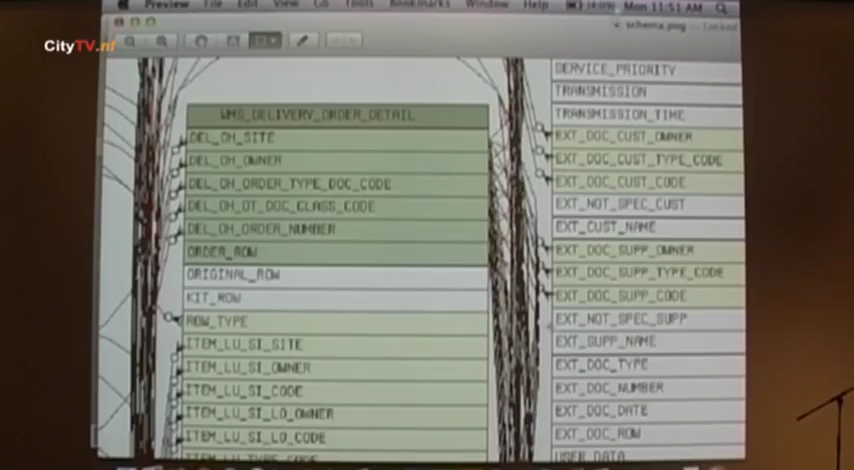 Preview File Edit View Go Tools Bookmarks Window Help Mon 11:51 AM
schema.png Locked
CityTV.nl
WMS_DELIVERY_ORDER_DETAIL
DEL_OH_SITE
DEL_OH_OWNER
DEL_OH_ORDER_TYPE_DOC_CODE
DEL_OH_OT_DOC_CLASS_CODE
DEL_OH_ORDER_NUMBER
ORDER_ROW
ORIGINAL_ROW
KIT_ROW
ROW_TYPE
ITEM_LU_SI_SITE
ITEM_LU_SI_OWNER
ITEM_LU_SI_CODE
ITEM_LU_SI_LO_OWNER
ITEM_LU_SI_LO_CODE
ITEM_LU_TYPE_CODE
SERVICE_PRIORITY
TRANSMISSION
TRANSMISSION_TIME
EXT_DOC_CUST_OWNER
EXT_DOC_CUST_TYPE_CODE
EXT_DOC_CUST_CODE
EXT_NOT_SPEC_CUST
EXT_CUST_NAME
EXT_DOC_SUPP_OWNER
EXT_DOC_SUPP_TYPE_CODE
EXT_DOC_SUPP_CODE
EXT_NOT_SPEC_SUPP
EXT_SUPP_NAME
EXT_DOC_TYPE
EXT_DOC_NUMBER
EXT_DOC_DATE
EXT_DOC_ROW
USER_DATA